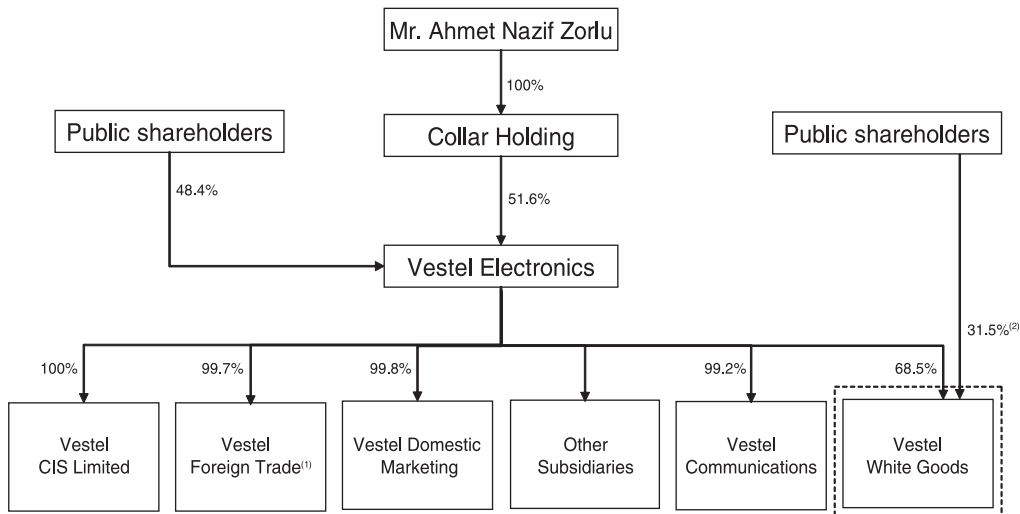 Mr. Ahmet Nazif Zorlu
100%
Public shareholders
Collar Holding
Public shareholders
48.4%
51.6%
Vestel Electronics
31.5%(2)
100%
99.7%
99.8%
99.2%
68.5%
Vestel
CIS Limited
Vestel
Foreign Trade(1)
Vestel Domestic
Marketing
Other
Subsidiaries
Vestel
Communications
Vestel
White Goods